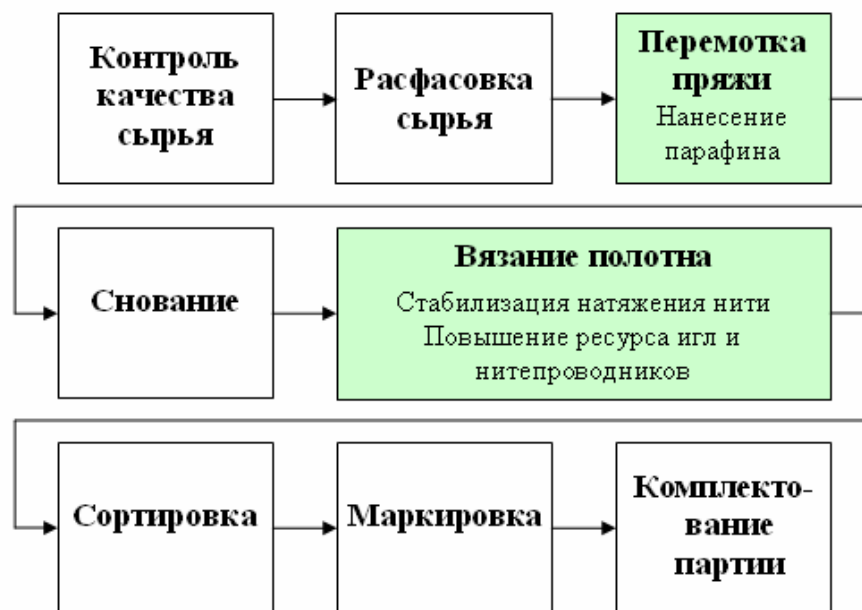 Контроль
качества
сырья
Расфасовка
сырья
Перемотка
пряжи
Нанесение
парафина
Снование
Вязание полотна
Стабилизация натяжения нити
Повышение ресурса игл и
нитепроводников
Сортировка
Маркировка
Комплекто-
вание
партии